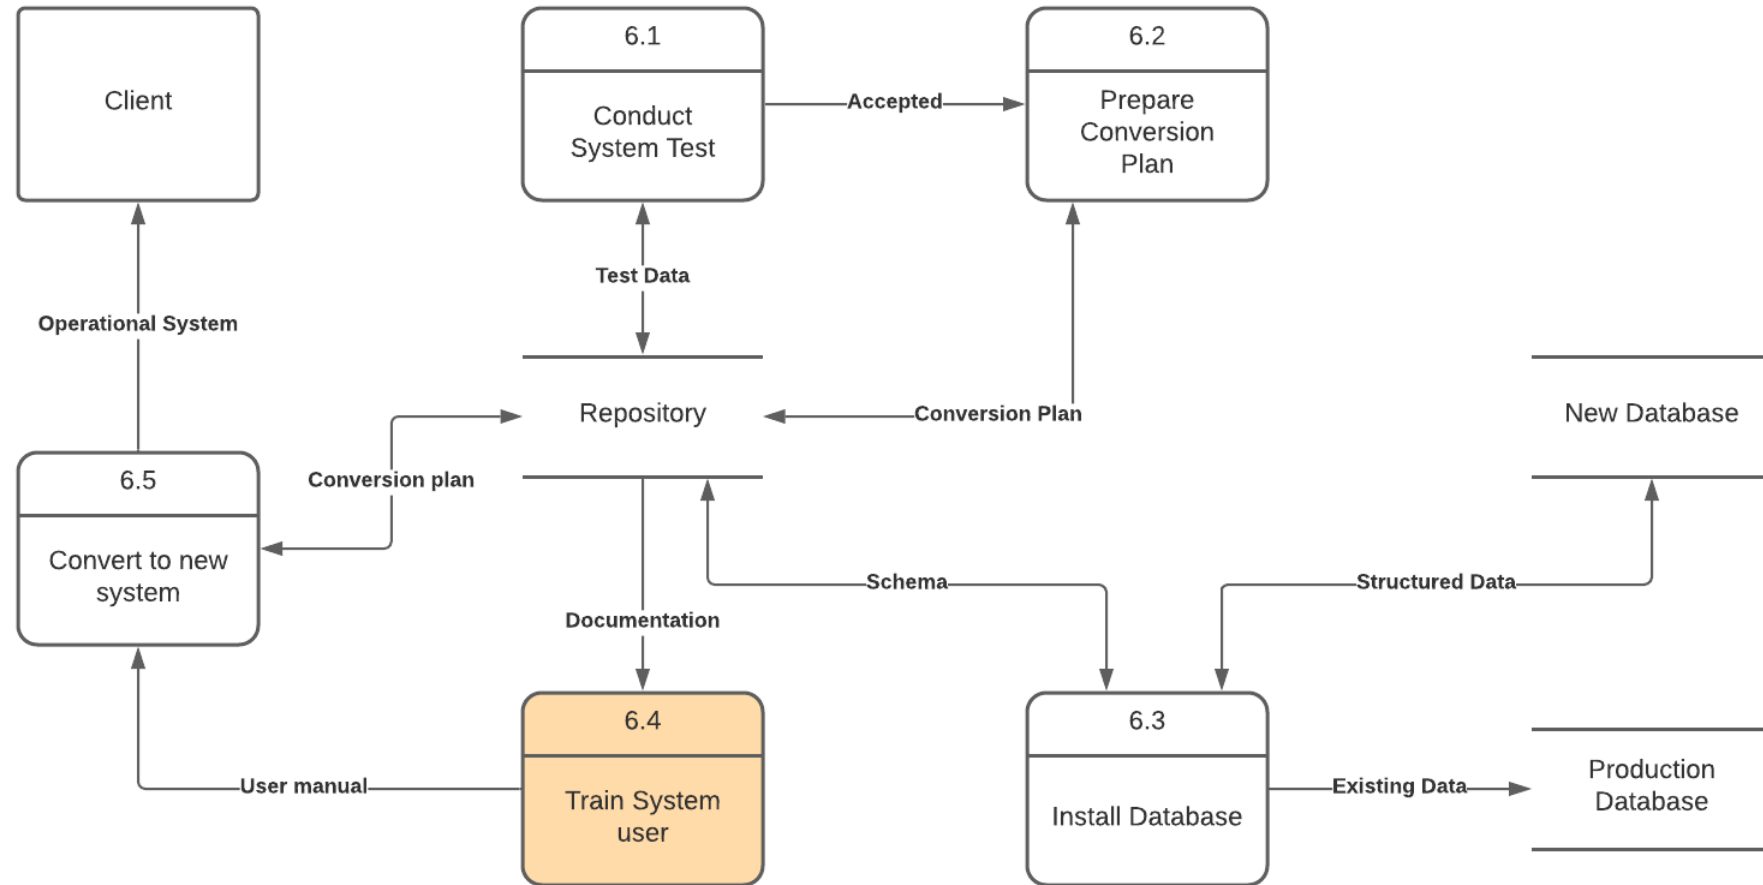 Client
6.1
Conduct
System Test
Accepted
6.2
Prepare
Conversion
Plan
Test Data
Operational System
Repository
Conversion Plan
New Database
6.5
Convert to new
system
Conversion plan
Schema
Structured Data
Documentation
6.4
Train System
user
User manual
6.3
Install Database
Existing Data
Production
Database